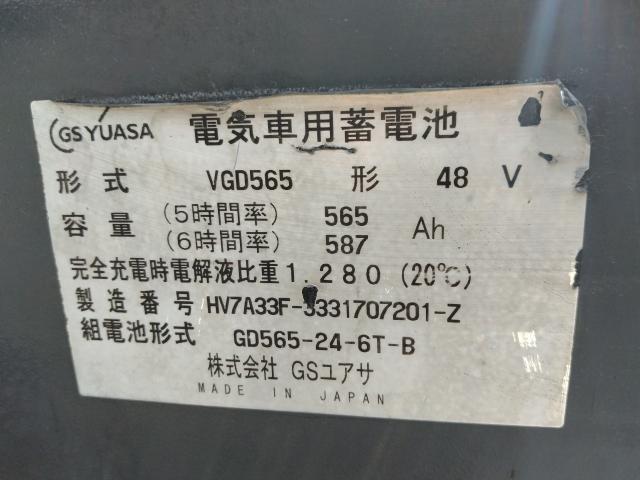 GS YUASA 電気車用蓄電池
形式 VGD565 形 48 V
容量 (5時間率) 565 Ah
(6時間率) 587
完全充電時電解液比重1.280 (20℃)
製造番号 HV7A33F-3331707201-Z
組電池形式 GD565-24-6T-B
株式会社 GSユアサ
MADE IN JAPAN